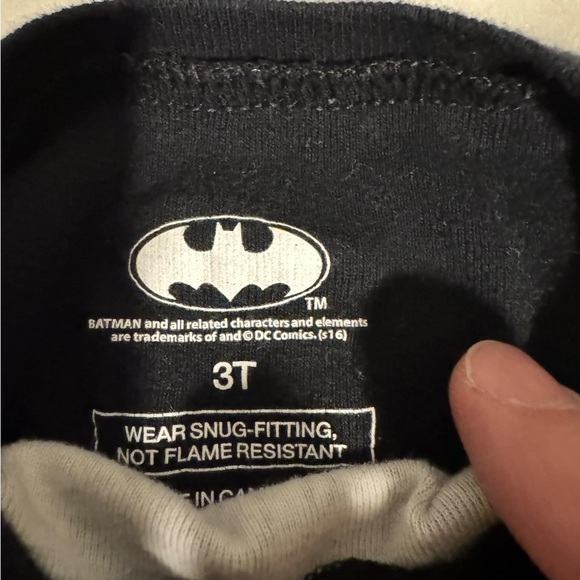 TM
BATMAN and all related characters and elements
are trademarks of and © DC Comics. (s16)
3T
WEAR SNUG-FITTING,
NOT FLAME RESISTANT
IN